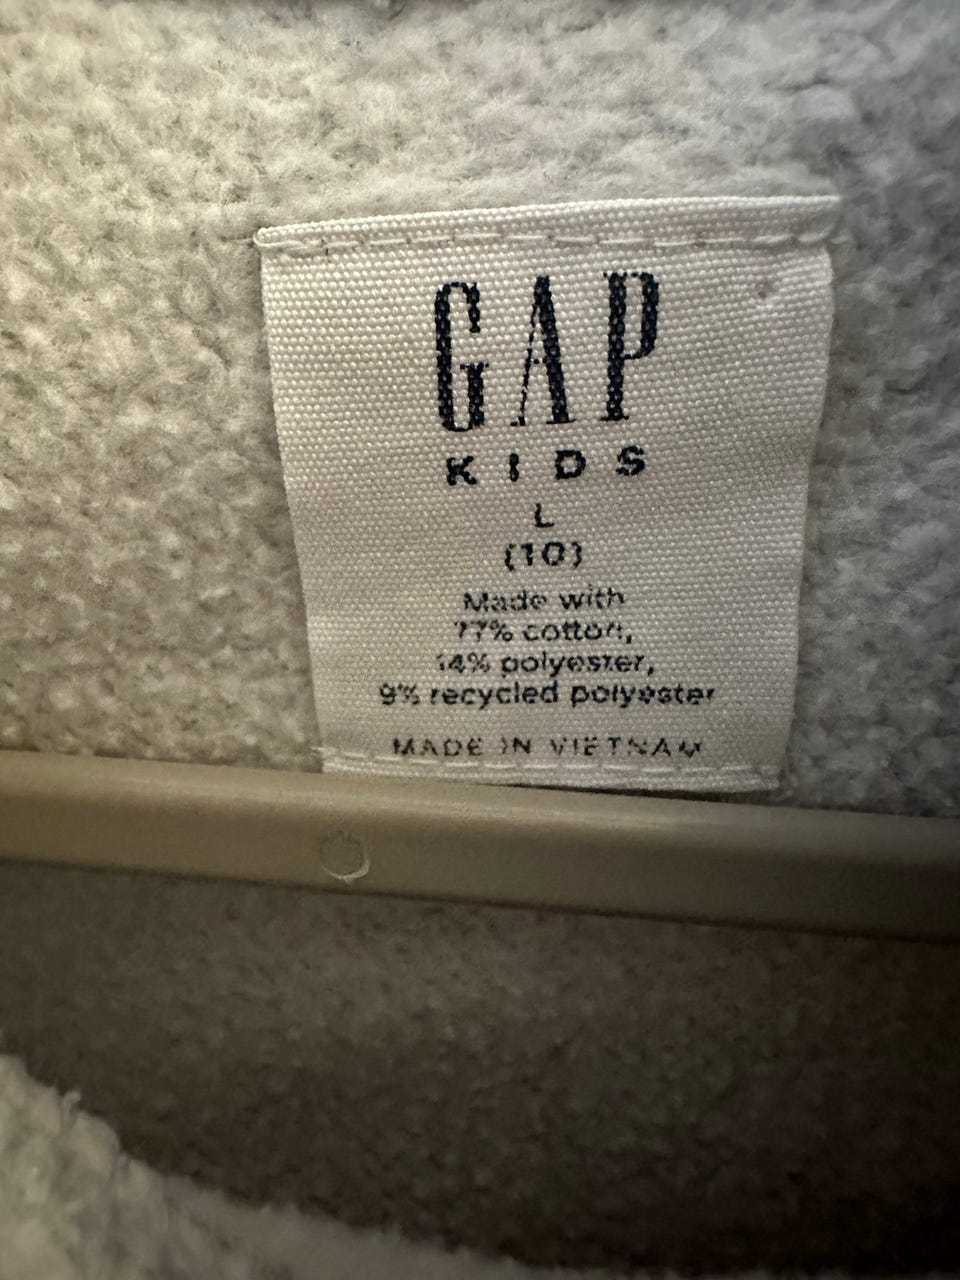 GAP
KIDS
L
(10)
Made with
77% cotton,
14% polyester,
9% recycled polyester
MADE IN VIETNAM